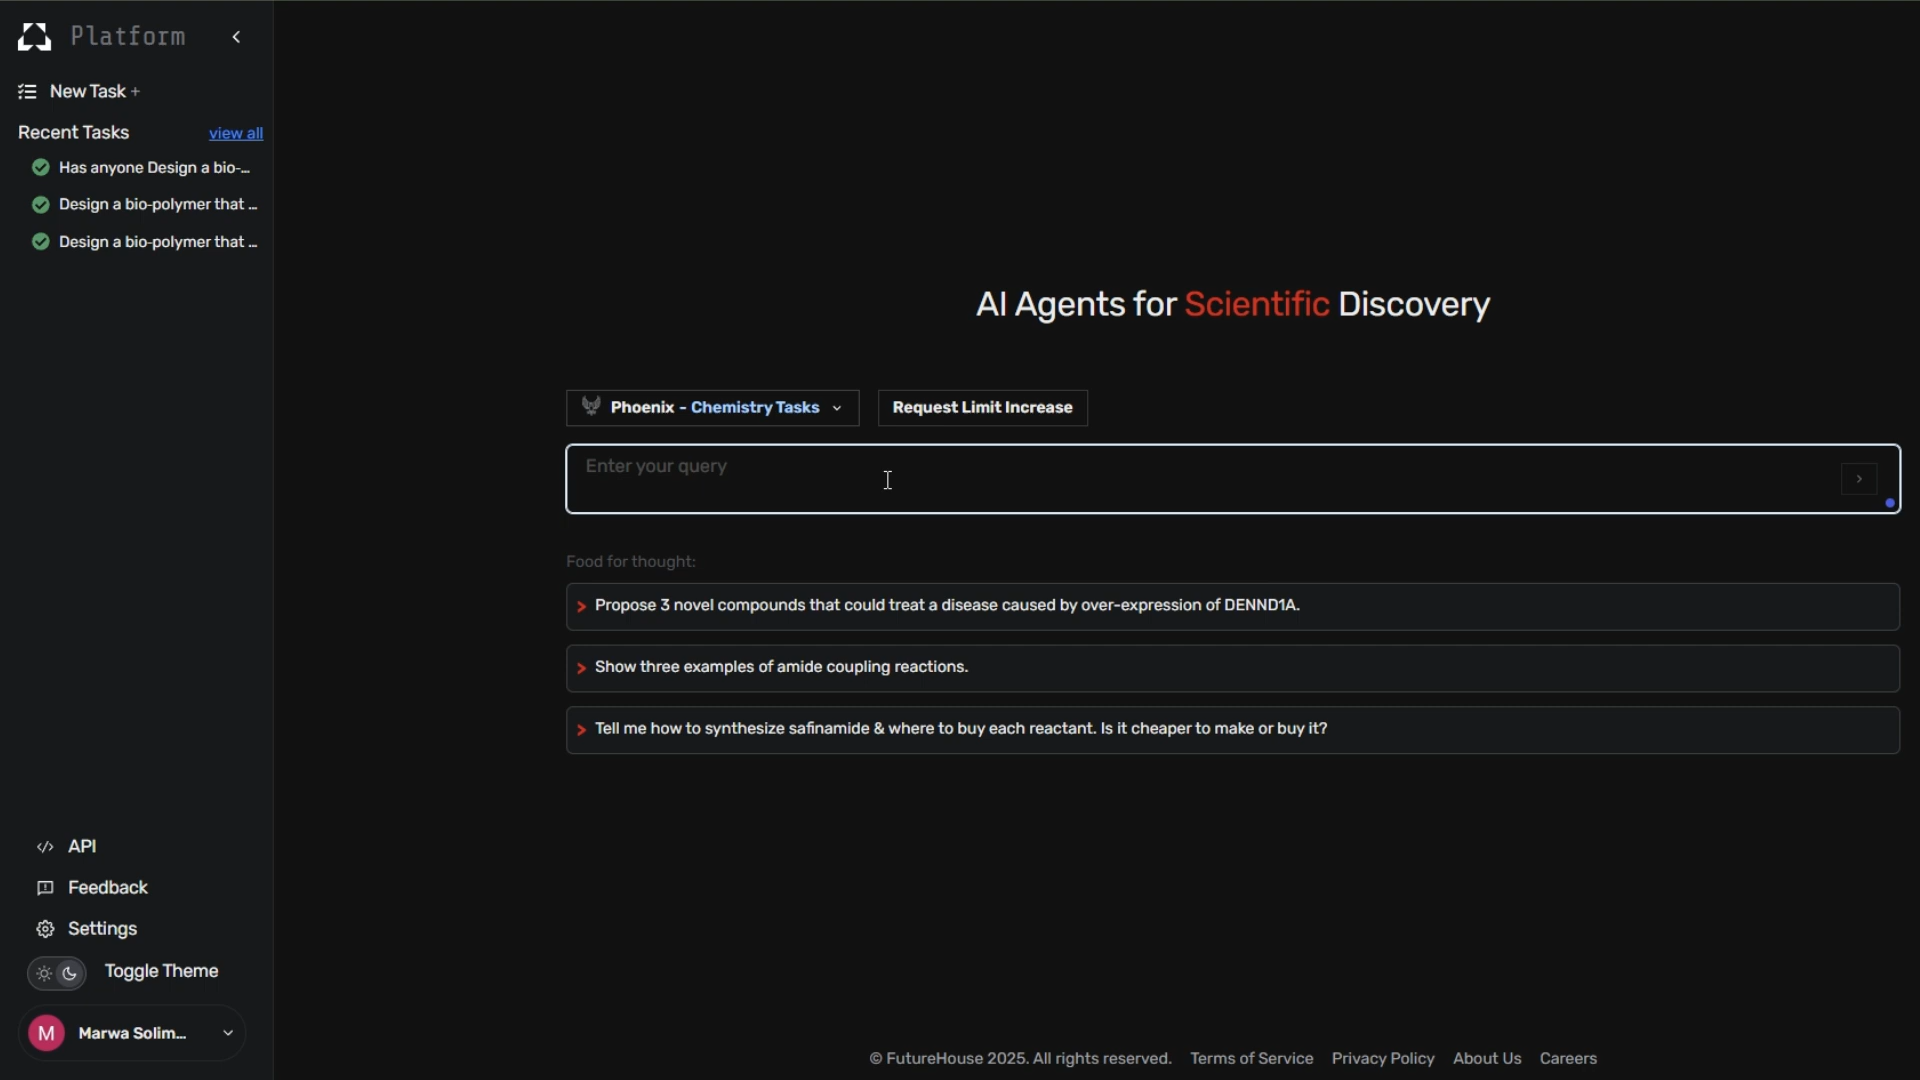 Platform
New Task +
Recent Tasks view all
Has anyone Design a bio-...
Design a bio-polymer that ...
Design a bio-polymer that ...
AI Agents for Scientific Discovery
Phoenix - Chemistry Tasks Request Limit Increase
Enter your query
Food for thought:
Propose 3 novel compounds that could treat a disease caused by over-expression of DENND1A.
Show three examples of amide coupling reactions.
Tell me how to synthesize safinamide & where to buy each reactant. Is it cheaper to make or buy it?
API
Feedback
Settings
Toggle Theme
M Marwa Solim...
© FutureHouse 2025. All rights reserved. Terms of Service Privacy Policy About Us Careers